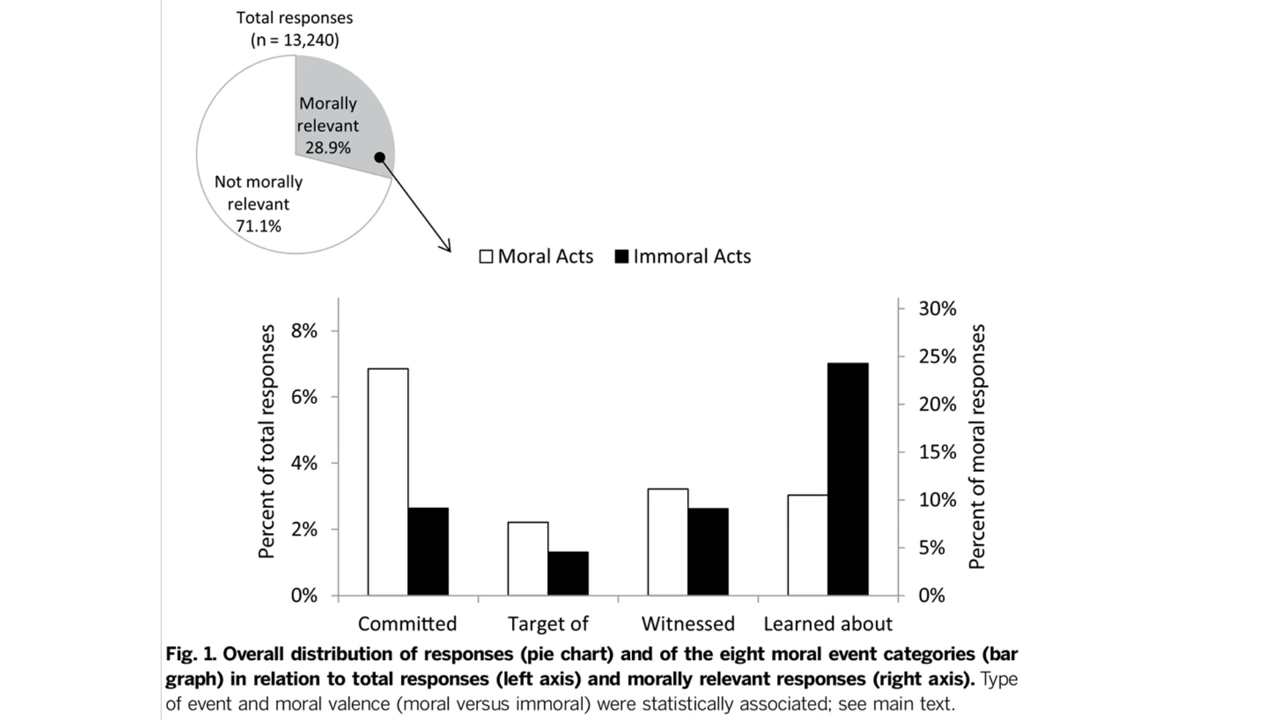 Total responses
(n = 13,240)
Morally
relevant
28.9%
Not morally
relevant
71.1%
Moral Acts
Immoral Acts
Percent of total responses
8%
6%
4%
2%
0%
30%
25%
20%
15%
10%
5%
0%
Percent of moral responses
Committed
Target of
Witnessed
Learned about
Fig. 1. Overall distribution of responses (pie chart) and of the eight moral event categories (bar
graph) in relation to total responses (left axis) and morally relevant responses (right axis). Type
of event and moral valence (moral versus immoral) were statistically associated; see main text.